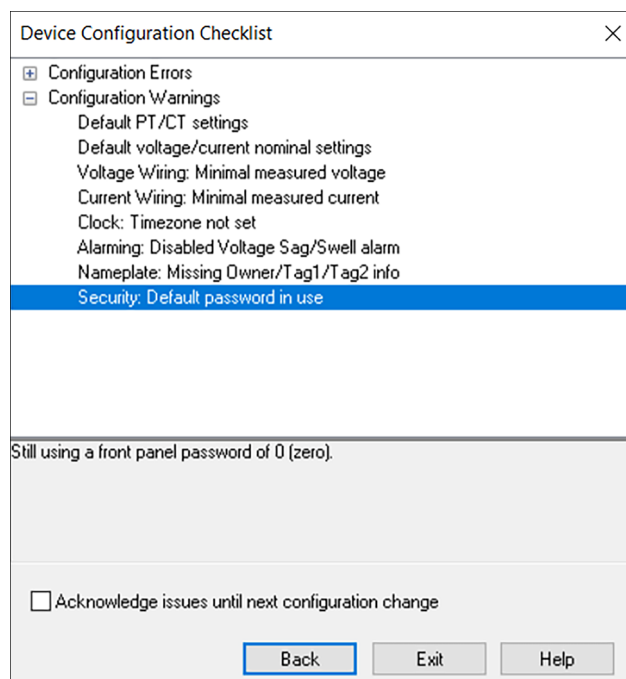 Device Configuration Checklist
Configuration Errors
Configuration Warnings
Default PT/CT settings
Default voltage/current nominal settings
Voltage Wiring: Minimal measured voltage
Current Wiring: Minimal measured current
Clock: Timezone not set
Alarming: Disabled Voltage Sag/Swell alarm
Nameplate: Missing Owner/Tag1/Tag2 info
Security: Default password in use
Still using a front panel password of 0 (zero).
Acknowledge issues until next configuration change
Back Exit Help